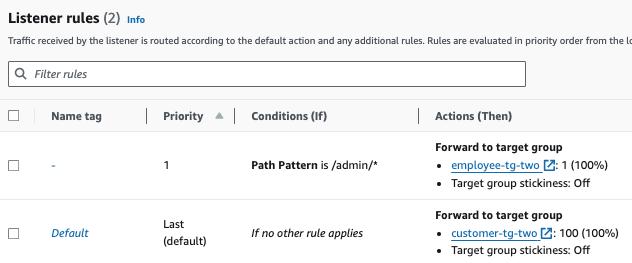 Listener rules (2) Info
Traffic received by the listener is routed according to the default action and any additional rules. Rules are evaluated in priority order from the
Filter rules
Name tag Priority Conditions (If) Actions (Then)
- 1 Path Pattern is /admin/* Forward to target group
• employee-tg-two: 1 (100%)
• Target group stickiness: Off
Default Last (default) If no other rule applies Forward to target group
• customer-tg-two: 100 (100%)
• Target group stickiness: Off